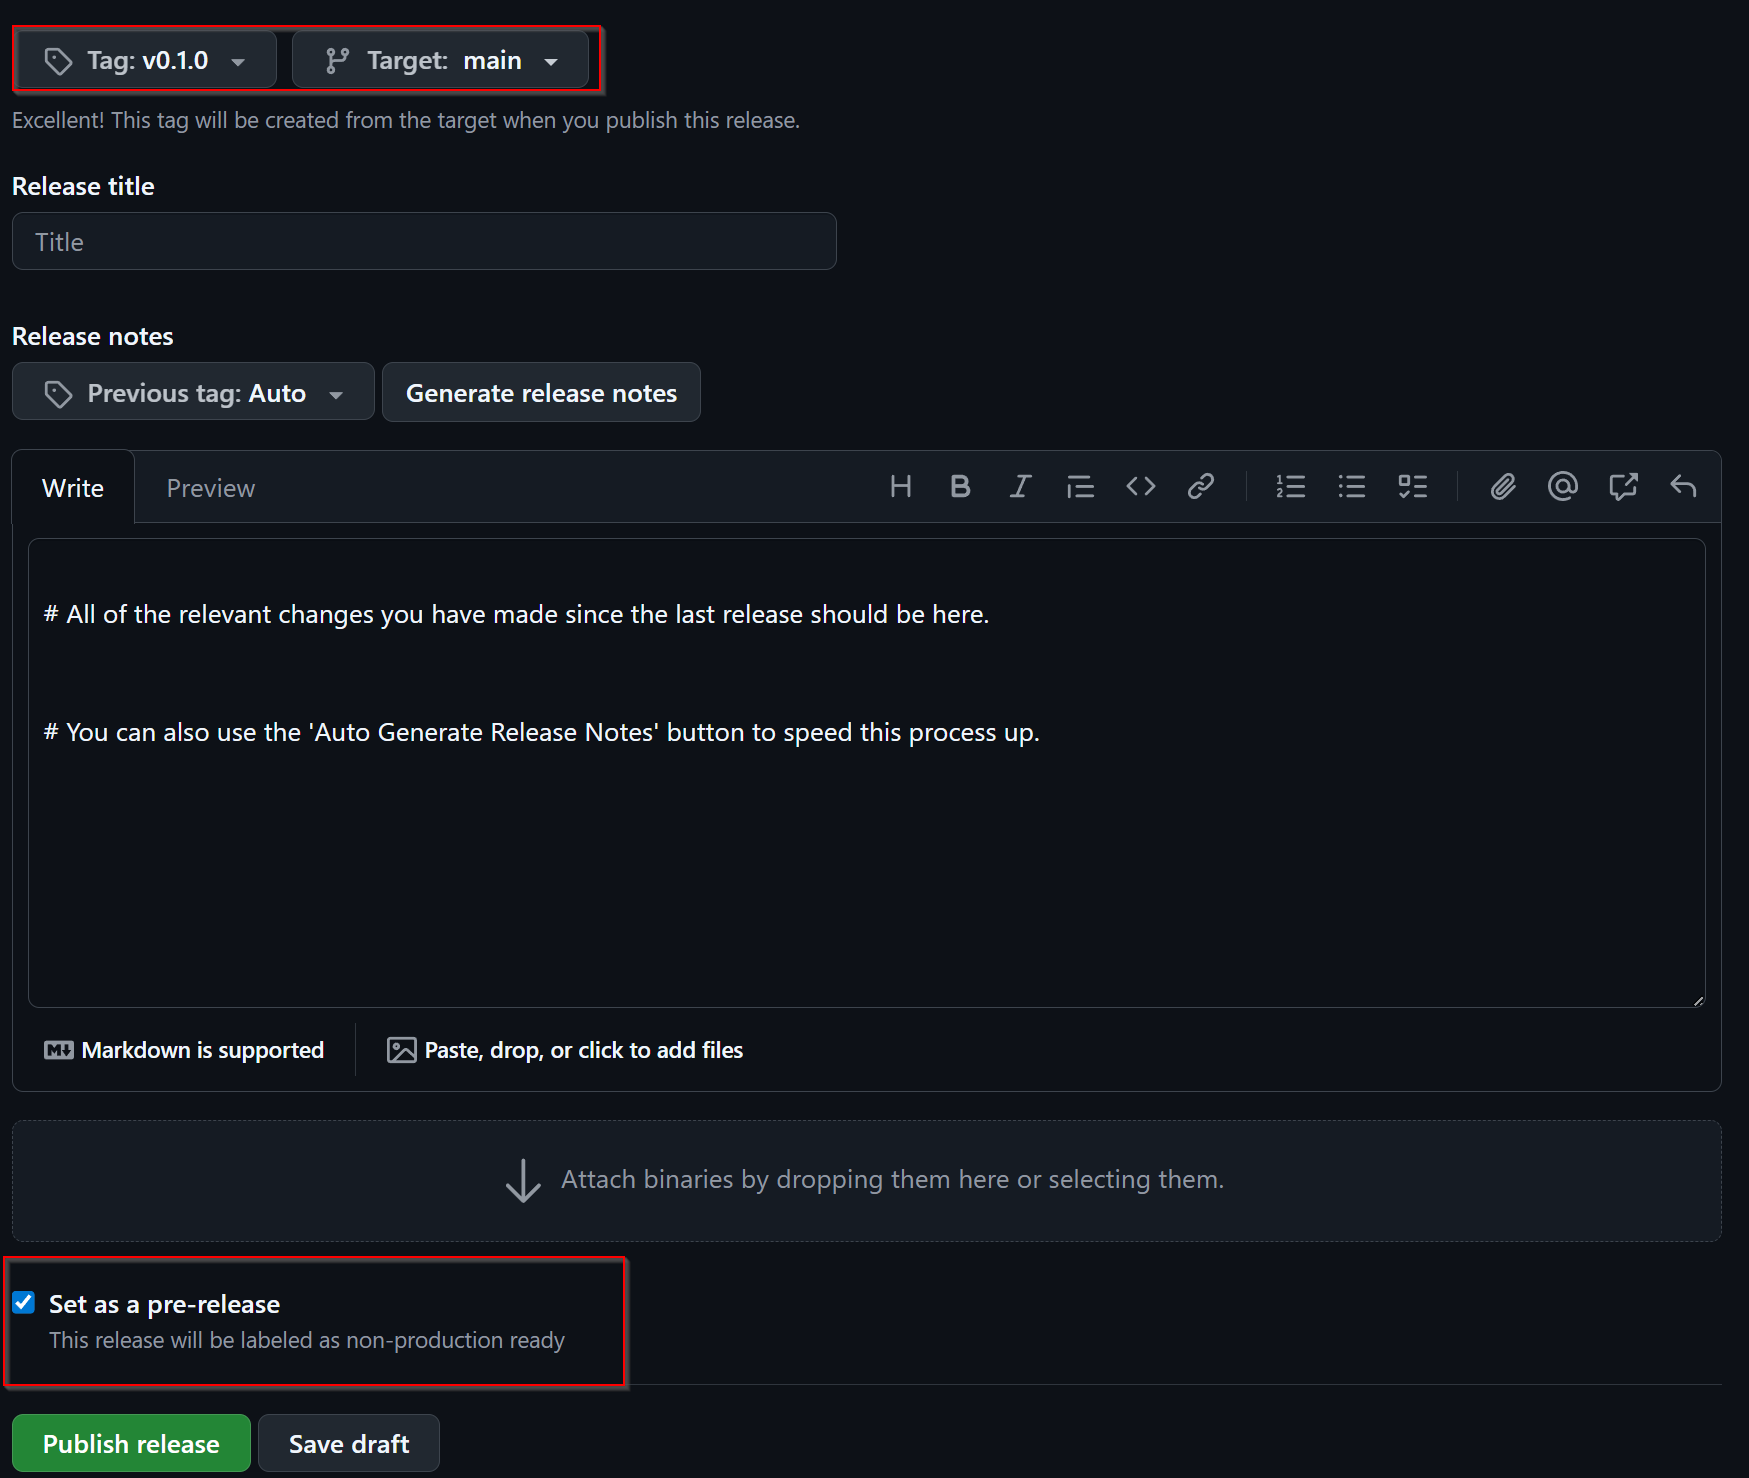 Tag: v0.1.0 Target: main
Excellent! This tag will be created from the target when you publish this release.
Release title
Title
Release notes
Previous tag: Auto Generate release notes
Write Preview
# All of the relevant changes you have made since the last release should be here.
# You can also use the 'Auto Generate Release Notes' button to speed this process up.
Markdown is supported Paste, drop, or click to add files
Attach binaries by dropping them here or selecting them.
Set as a pre-release
This release will be labeled as non-production ready
Publish release Save draft